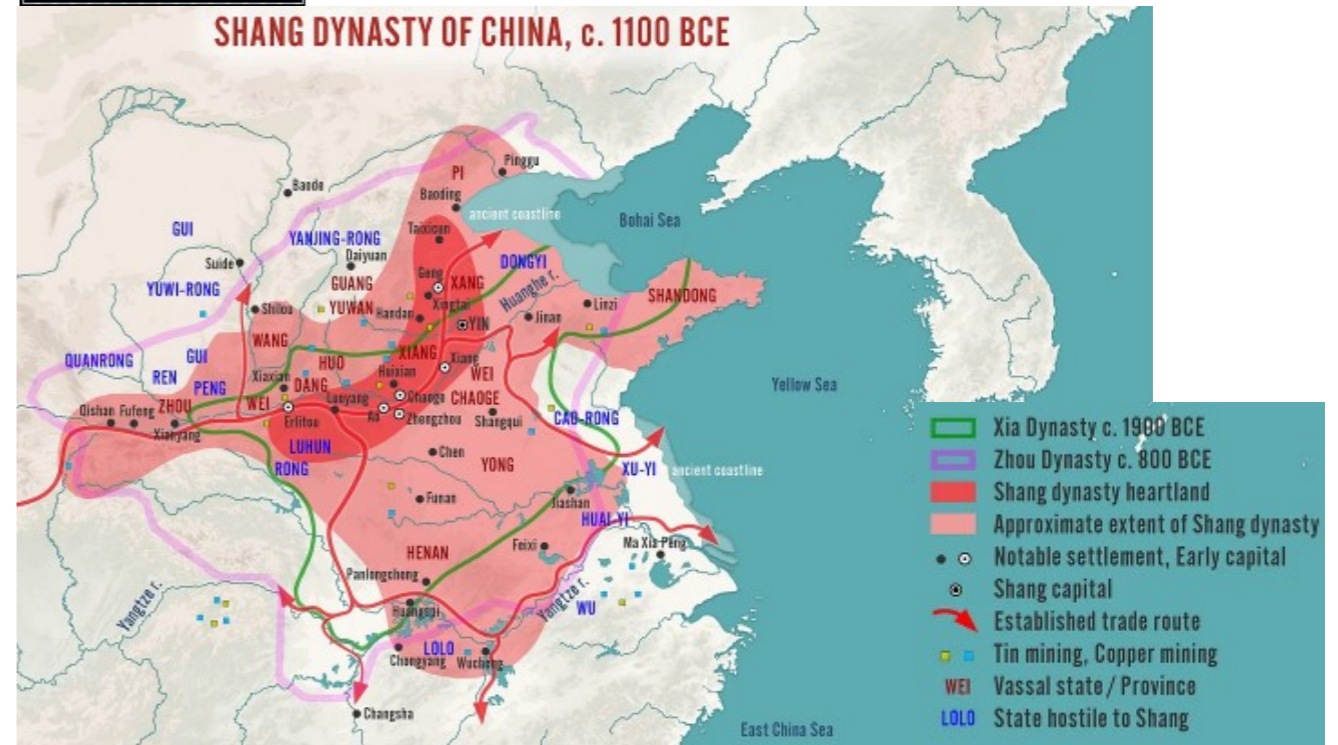 SHANG DYNASTY OF CHINA, c. 1100 BCE
Pinggu
PI
Baode
Baoding
ancient coastline
Bohai Sea
GUI
YANJING-RONG
Taixicun
Suide
Daiyuan
DONGYI
YUWI-RONG
GUANG
Geng
XANG
Huanghe r.
SHANDONG
Shilou
YUWAN
Handan
Xingtai
Linzi
Jinan
YIN
WANG
QUANRONG
GUI
HUO
XIANG
Xiang
REN
PENG
Xiaxian
DANG
Huixian
WEI
Yellow Sea
Qishan
Fufeng
ZHOU
WEI
Luoyang
Ao
Chaoge
CHAOGE
Xianyang
Erlitou
Zhengzhou
Shangqui
CAO-RONG
LUHUN
RONG
Chen
YONG
XU-YI
ancient coastline
Funan
Jiashan
HUAI-YI
HENAN
Feixi
Ma Xia Peng
Panlongcheng
Yangtze r.
Huangpi
Yangtze r.
WU
LOLO
Chongyang
Wucheng
Changsha
East China Sea
Xia Dynasty c. 1900 BCE
Zhou Dynasty c. 800 BCE
Shang dynasty heartland
Approximate extent of Shang dynasty
Notable settlement, Early capital
Shang capital
Established trade route
Tin mining, Copper mining
WEI Vassal state / Province
LOLO State hostile to Shang